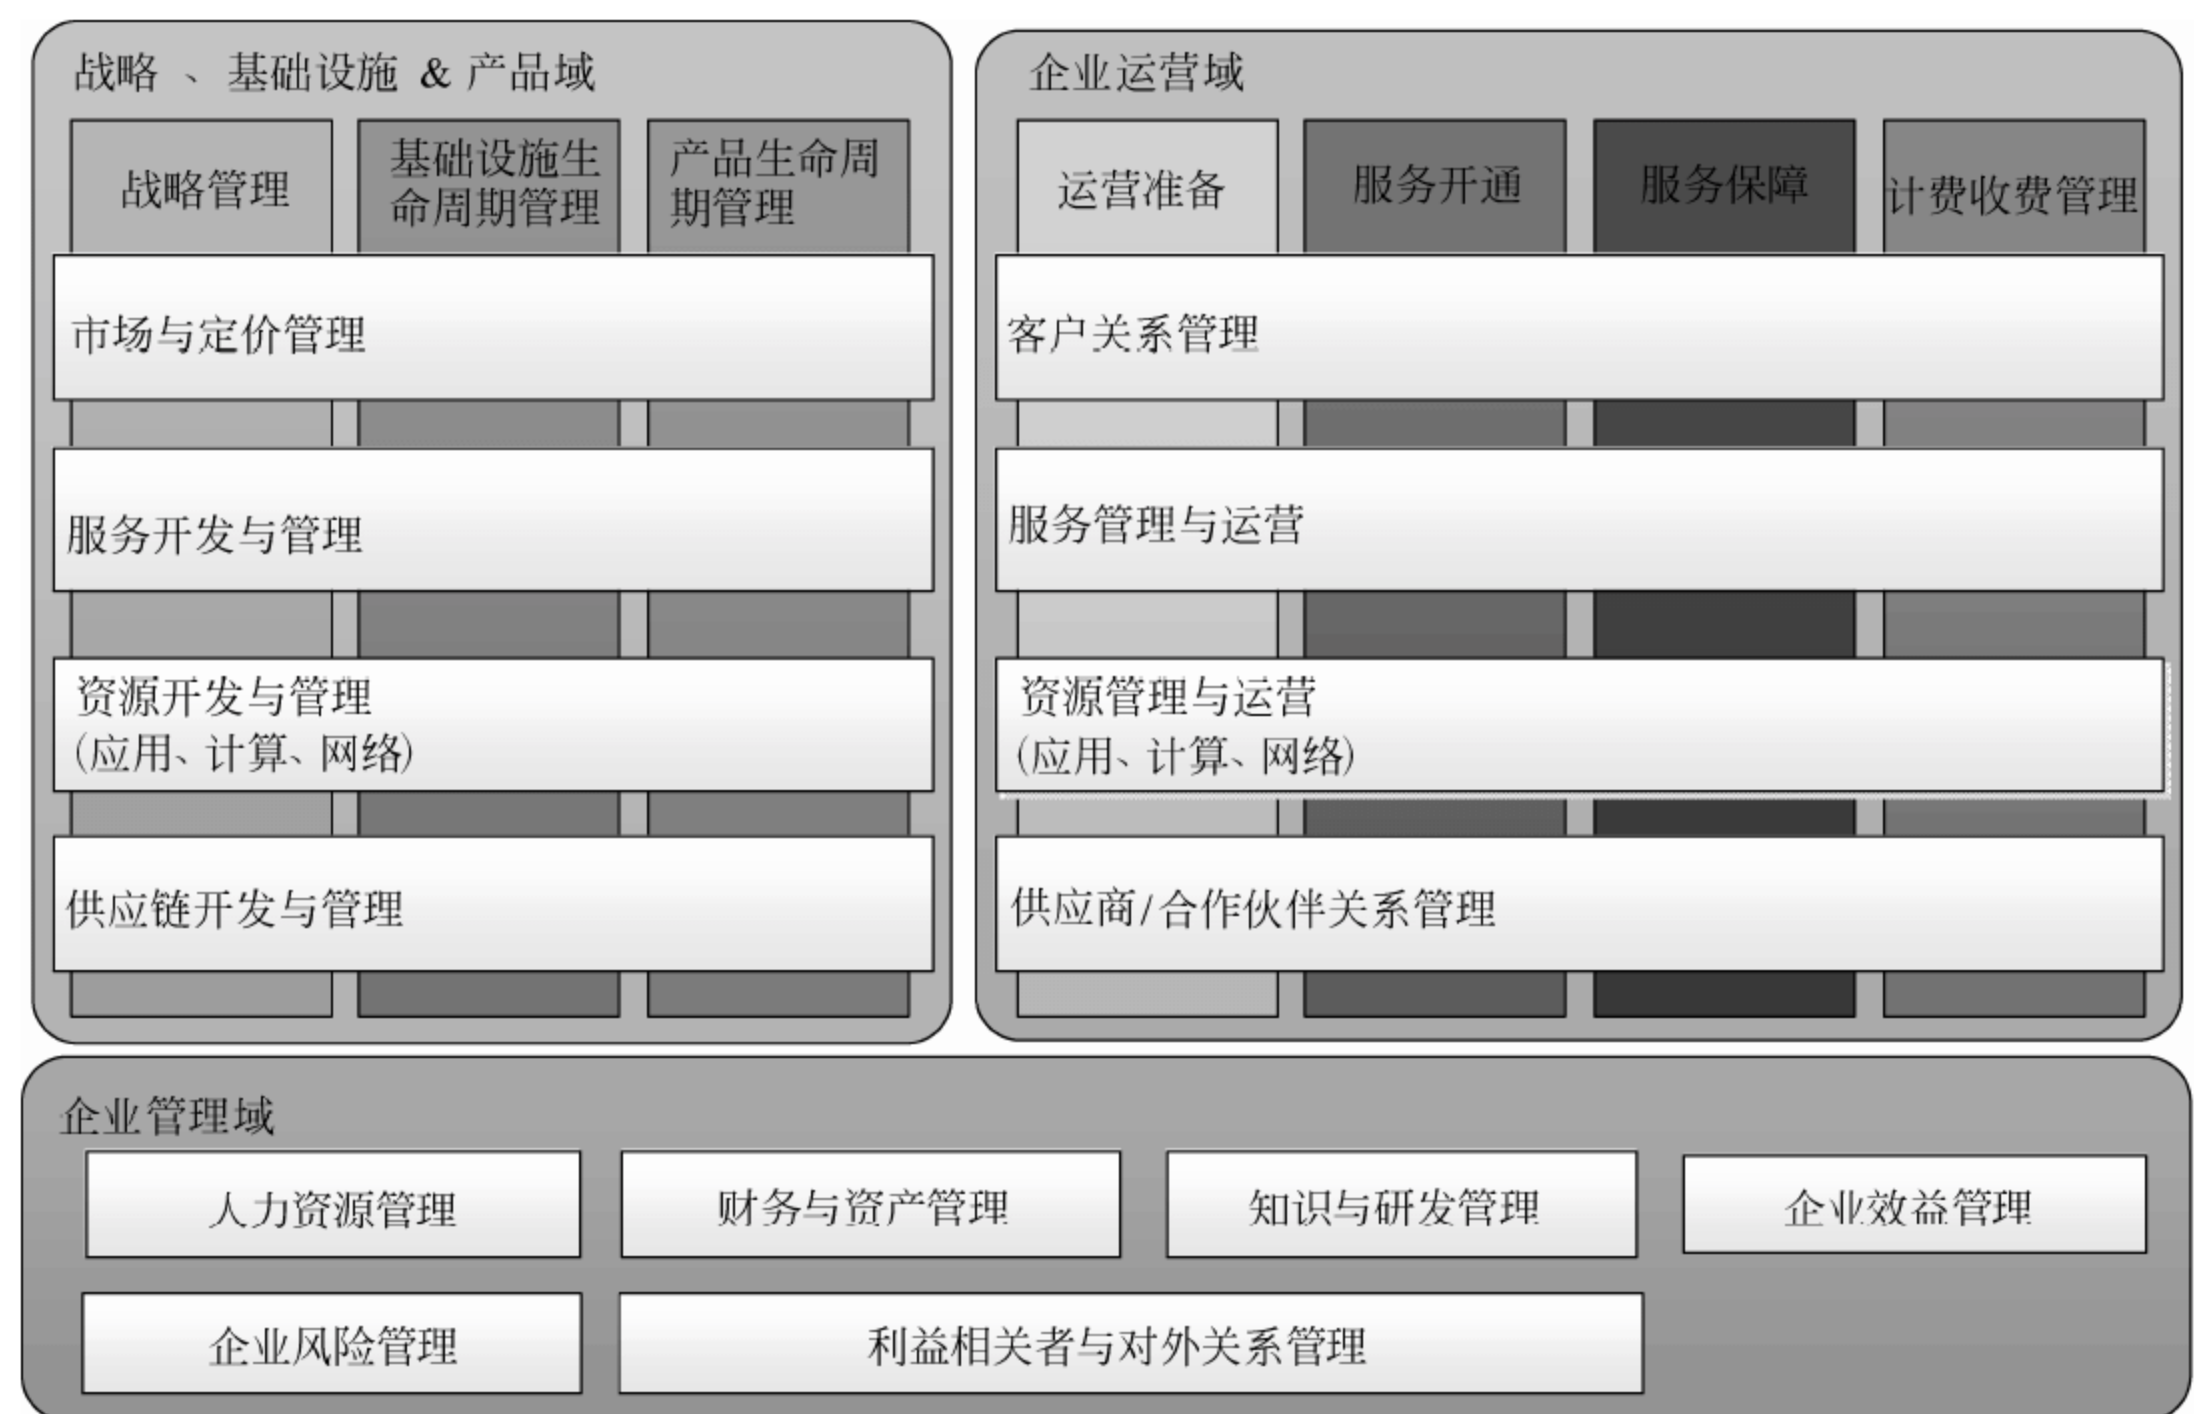 战略、基础设施 & 产品域
战略管理
基础设施生
命周期管理
产品生命周
期管理
市场与定价管理
服务开发与管理
资源开发与管理
(应用、计算、网络)
供应链开发与管理
企业运营域
运营准备
服务开通
服务保障
计费收费管理
客户关系管理
服务管理与运营
资源管理与运营
(应用、计算、网络)
供应商/合作伙伴关系管理
企业管理域
人力资源管理
财务与资产管理
知识与研发管理
企业效益管理
企业风险管理
利益相关者与对外关系管理